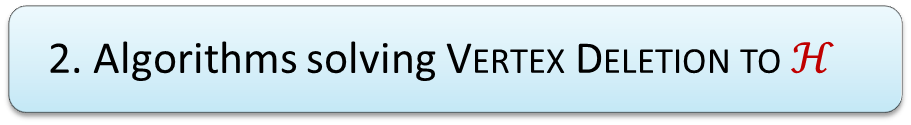 2. Algorithms solving VERTEX DELETION TO ℋ